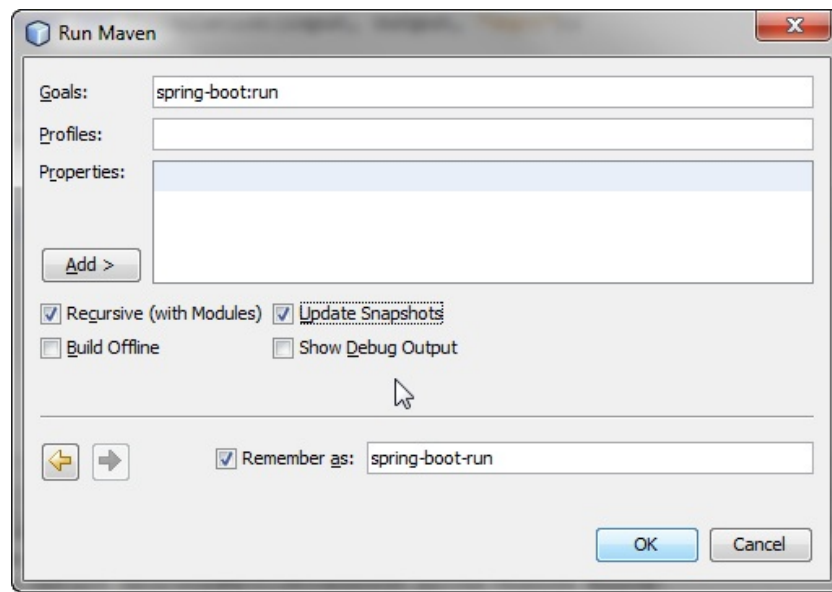 Run Maven
Goals: spring-boot:run
Profiles:
Properties:
Add >
Recursive (with Modules) Update Snapshots
Build Offline Show Debug Output
Remember as: spring-boot-run
OK Cancel